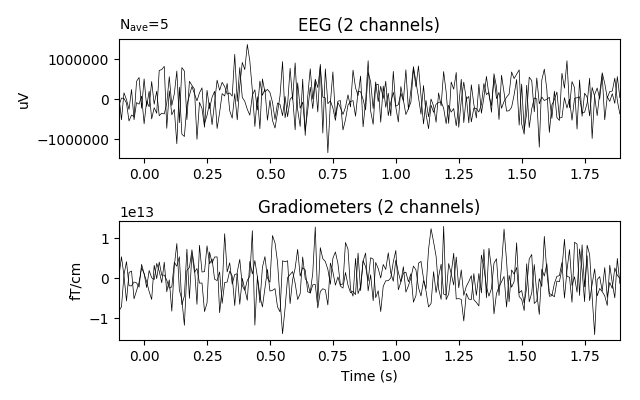 Nave=5
EEG (2 channels)
1000000
0
−1000000
uV
0.00 0.25 0.50 0.75 1.00 1.25 1.50 1.75
1e13
Gradiometers (2 channels)
1
0
−1
fT/cm
0.00 0.25 0.50 0.75 1.00 1.25 1.50 1.75
Time (s)